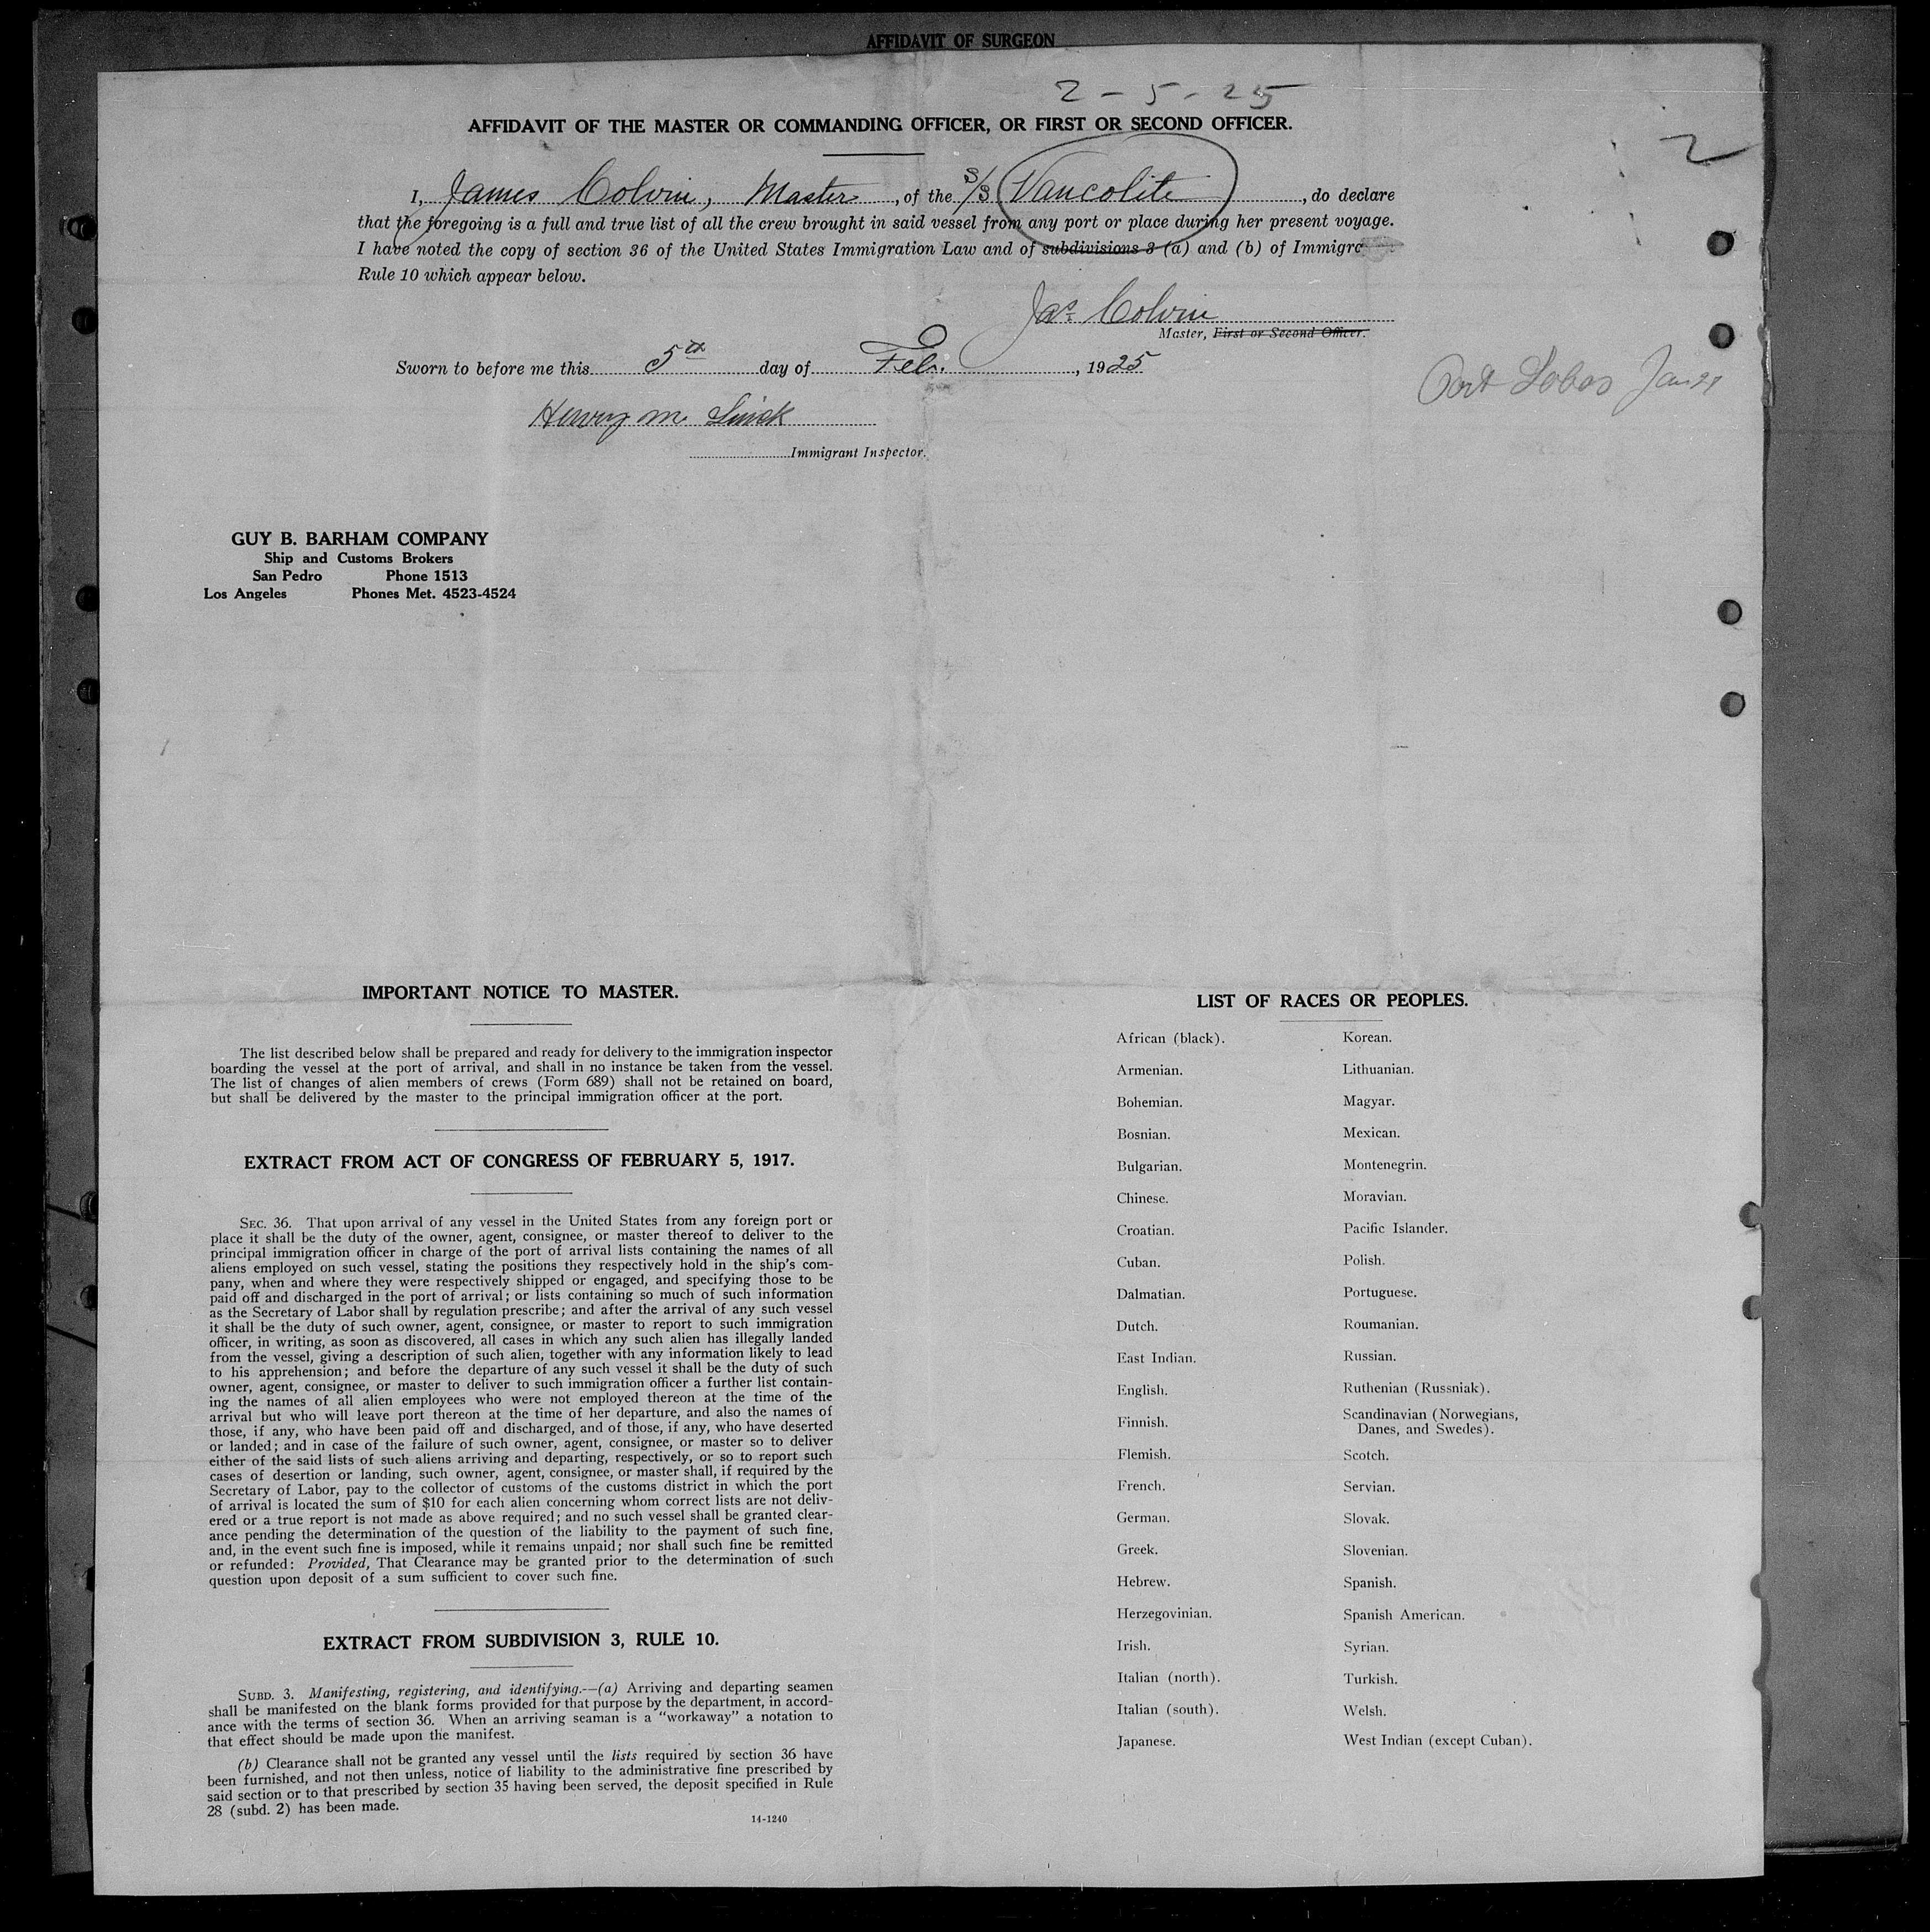 AFFIDAVIT OF SURGEON
2-5-25
AFFIDAVIT OF THE MASTER OR COMMANDING OFFICER, OR FIRST OR SECOND OFFICER.
2
I, James Colvin, Master, of the S/S Vancolite, do declare
that the foregoing is a full and true list of all the crew brought in said vessel from any port or place during her present voyage.
I have noted the copy of section 36 of the United States Immigration Law and of subdivisions 3 (a) and (b) of Immigra
Rule 10 which appear below.
Jas. Colvin
Master, First or Second Officer.
Sworn to before me this 5th day of Feb. , 1925
Port Lobos Jan
Henry M.
Immigrant Inspector.
GUY B. BARHAM COMPANY
Ship and Customs Brokers
San Pedro Phone 1513
Los Angeles Phones Met. 4523-4524
IMPORTANT NOTICE TO MASTER.
The list described below shall be prepared and ready for delivery to the immigration inspector
boarding the vessel at the port of arrival, and shall in no instance be taken from the vessel.
The list of changes of alien members of crews (Form 689) shall not be retained on board,
but shall be delivered by the master to the principal immigration officer at the port.
EXTRACT FROM ACT OF CONGRESS OF FEBRUARY 5, 1917.
SEC. 36. That upon arrival of any vessel in the United States from any foreign port or
place it shall be the duty of the owner, agent, consignee, or master thereof to deliver to the
principal immigration officer in charge of the port of arrival lists containing the names of all
aliens employed on such vessel, stating the positions they respectively hold in the ship's com-
pany, when and where they were respectively shipped or engaged, and specifying those to be
paid off and discharged in the port of arrival; or lists containing so much of such information
as the Secretary of Labor shall by regulation prescribe; and after the arrival of any such vessel
it shall be the duty of such owner, agent, consignee, or master to report to such immigration
officer, in writing, as soon as discovered, all cases in which any such alien has illegally landed
from the vessel, giving a description of such alien, together with any information likely to lead
to his apprehension; and before the departure of any such vessel it shall be the duty of such
owner, agent, consignee, or master to deliver to such immigration officer a further list contain-
ing the names of all alien employees who were not employed thereon at the time of the
arrival but who will leave port thereon at the time of her departure, and also the names of
those, if any, who have been paid off and discharged, and of those, if any, who have deserted
or landed; and in case of the failure of such owner, agent, consignee, or master so to deliver
either of the said lists of such aliens arriving and departing, respectively, or so to report such
cases of desertion or landing, such owner, agent, consignee, or master shall, if required by the
Secretary of Labor, pay to the collector of customs of the customs district in which the port
of arrival is located the sum of $10 for each alien concerning whom correct lists are not deliv-
ered or a true report is not made as above required; and no such vessel shall be granted clear-
ance pending the determination of the question of the liability to the payment of such fine,
and, in the event such fine is imposed, while it remains unpaid; nor shall such fine be remitted
or refunded: Provided, That Clearance may be granted prior to the determination of such
question upon deposit of a sum sufficient to cover such fine.
EXTRACT FROM SUBDIVISION 3, RULE 10.
SUBD. 3. Manifesting, registering, and identifying.—(a) Arriving and departing seamen
shall be manifested on the blank forms provided for that purpose by the department, in accord-
ance with the terms of section 36. When an arriving seaman is a "workaway" a notation to
that effect should be made upon the manifest.
(b) Clearance shall not be granted any vessel until the lists required by section 36 have
been furnished, and not then unless, notice of liability to the administrative fine prescribed by
said section or to that prescribed by section 35 having been served, the deposit specified in Rule
28 (subd. 2) has been made.
14-1240
LIST OF RACES OR PEOPLES.
African (black). Korean.
Armenian. Lithuanian.
Bohemian. Magyar.
Bosnian. Mexican.
Bulgarian. Montenegrin.
Chinese. Moravian.
Croatian. Pacific Islander.
Cuban. Polish.
Dalmatian. Portuguese.
Dutch. Roumanian.
East Indian. Russian.
English. Ruthenian (Russniak).
Finnish. Scandinavian (Norwegians,
Danes, and Swedes).
Flemish. Scotch.
French. Servian.
German. Slovak.
Greek. Slovenian.
Hebrew. Spanish.
Herzegovinian. Spanish American.
Irish. Syrian.
Italian (north). Turkish.
Italian (south). Welsh.
Japanese. West Indian (except Cuban).